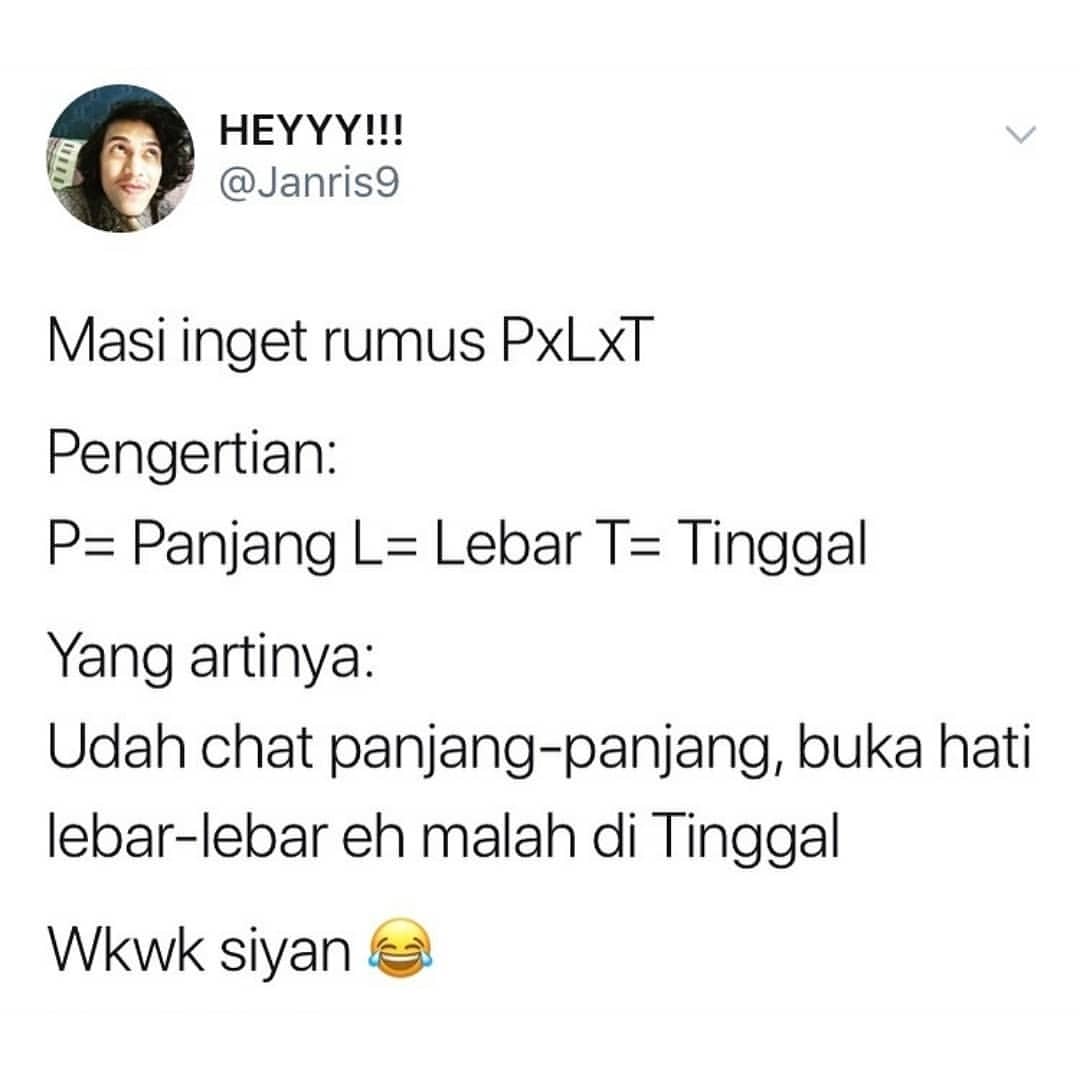 HEYYY!!!
@Janris9
Masi inget rumus PxLxT
Pengertian:
P= Panjang L= Lebar T= Tinggal
Yang artinya:
Udah chat panjang-panjang, buka hati
lebar-lebar eh malah di Tinggal
Wkwk siyan 😂